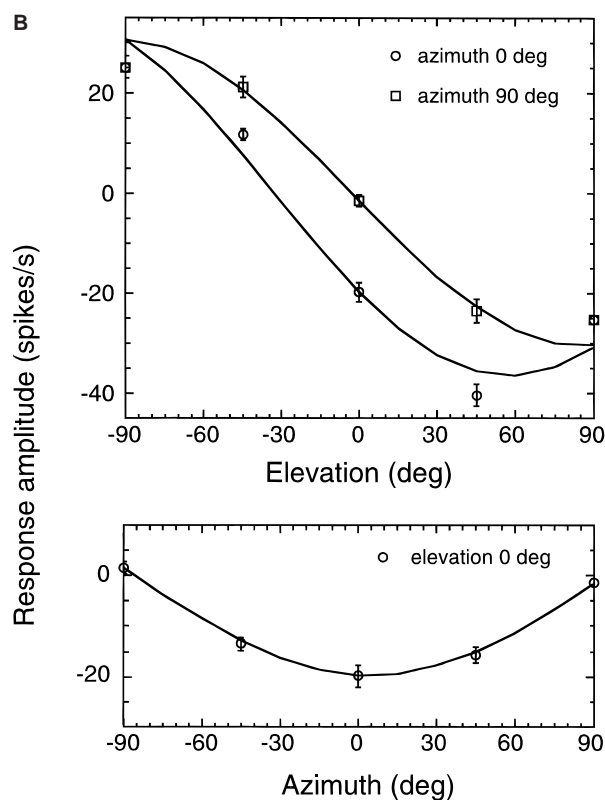 B
azimuth 0 deg
azimuth 90 deg
20
0
-20
-40
-90 -60 -30 0 30 60 90
Elevation (deg)
Response amplitude (spikes/s)
elevation 0 deg
0
-20
-90 -60 -30 0 30 60 90
Azimuth (deg)